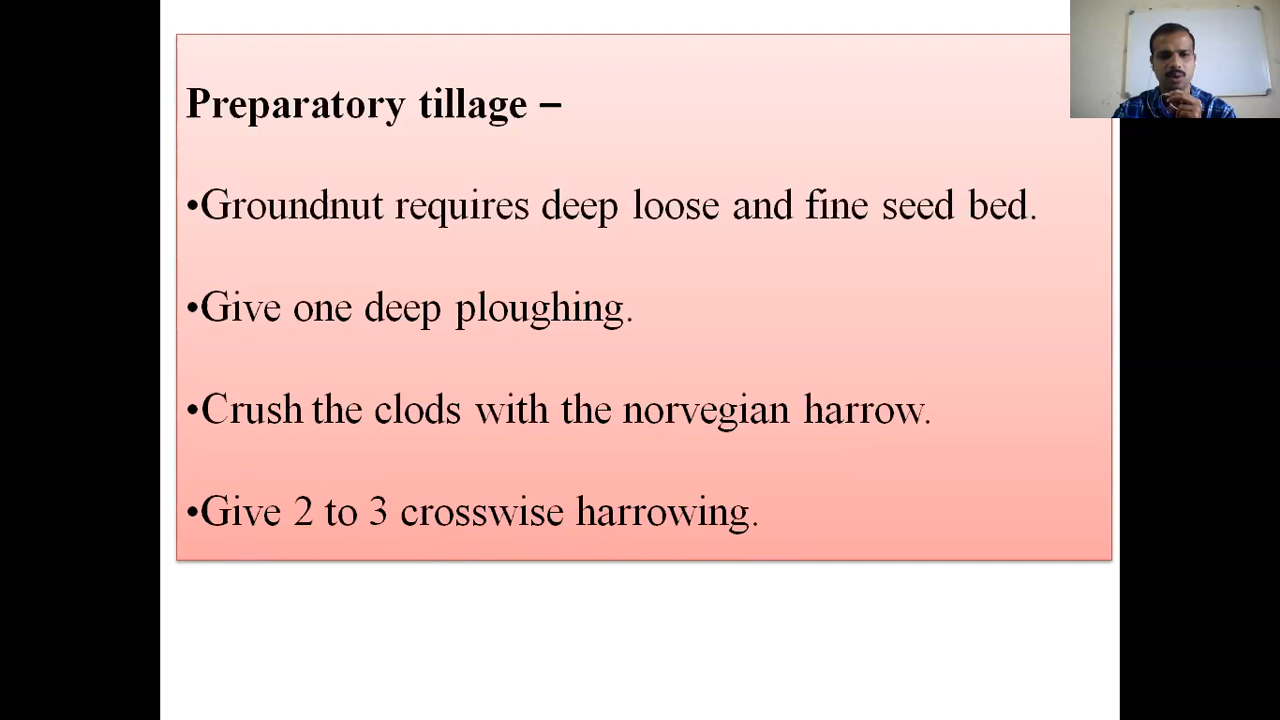 Preparatory tillage –
•Groundnut requires deep loose and fine seed bed.
•Give one deep ploughing.
•Crush the clods with the norvegian harrow.
•Give 2 to 3 crosswise harrowing.